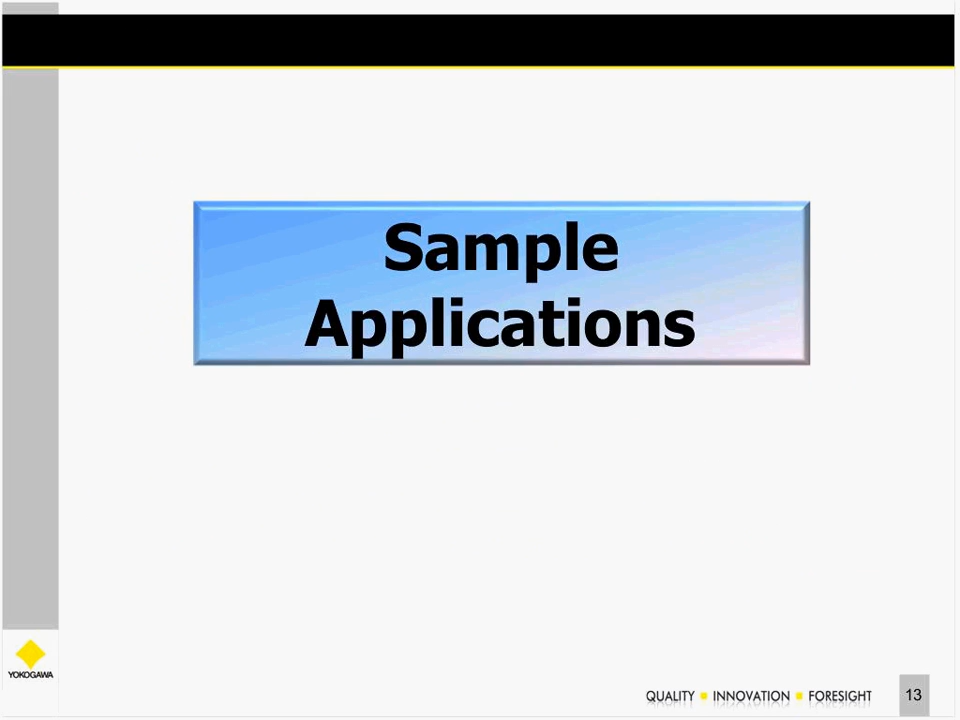 Sample
Applications
YOKOGAWA
QUALITY ■ INNOVATION ■ FORESIGHT
13